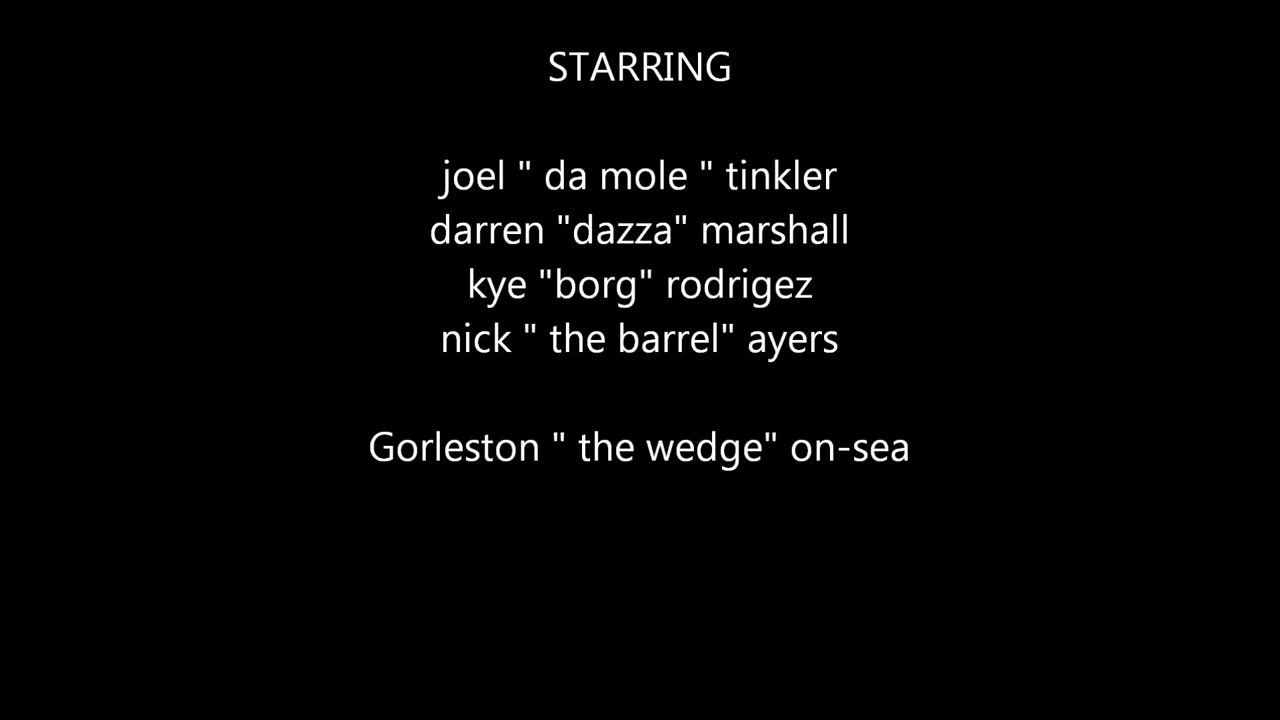 STARRING
joel " da mole " tinkler
darren "dazza" marshall
kye "borg" rodrigez
nick " the barrel" ayers
Gorleston " the wedge" on-sea